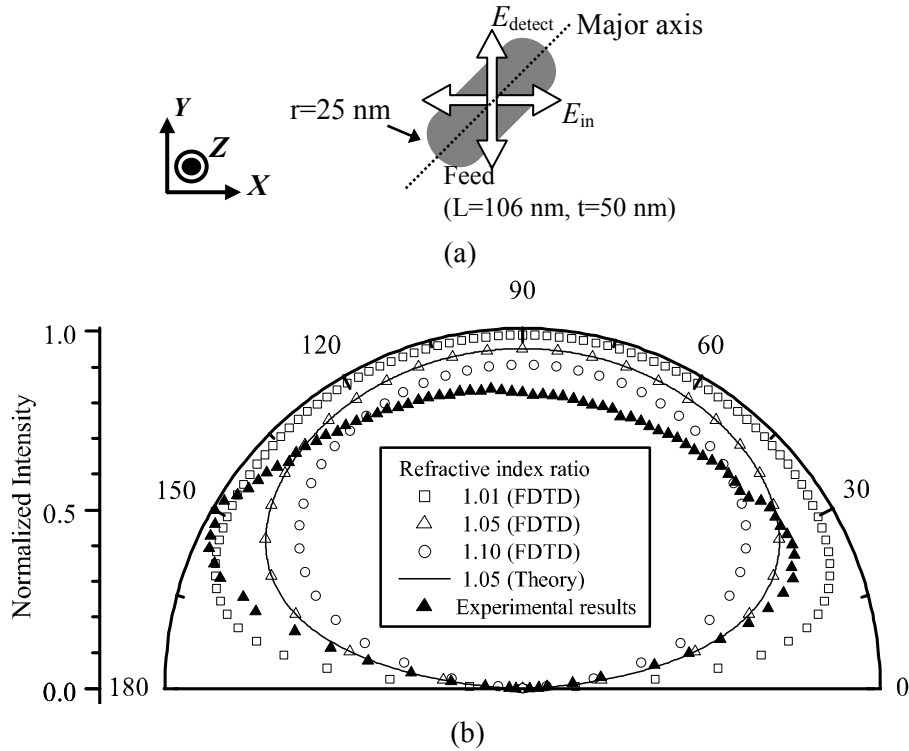 (a)
E detect
Major axis
E in
r=25 nm
Y
Z
X
Feed
(L=106 nm, t=50 nm)
(a)
90
120
60
150
30
180
0
1.0
0.5
0.0
Normalized Intensity
Refractive index ratio
1.01 (FDTD)
1.05 (FDTD)
1.10 (FDTD)
1.05 (Theory)
Experimental results
(b)